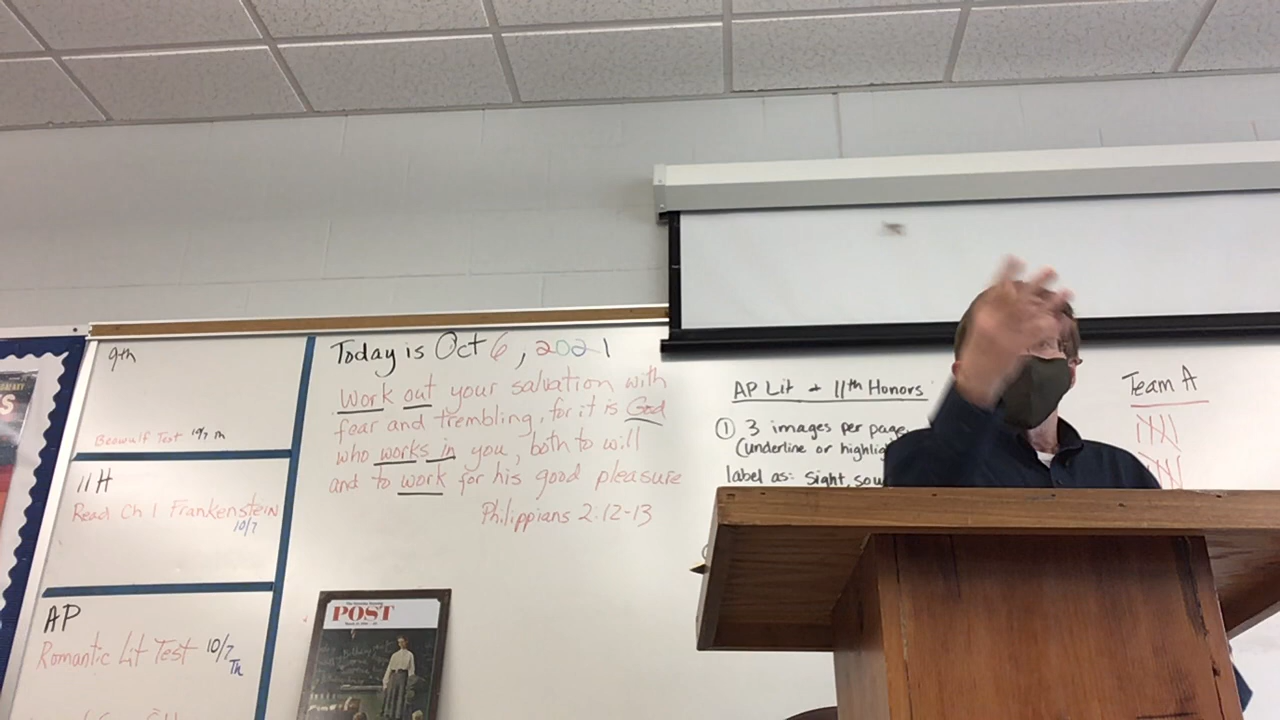 9th
Beowulf Test 10/7 Th
11 H
Read Ch 1 Frankenstein
10/7
AP
Romantic Lit Test 10/7
Th
Today is Oct 6, 2021
Work out your salvation with
fear and trembling, for it is God
who works in you, both to will
and to work for his good pleasure
Philippians 2:12-13
POST
AP Lit + 11th Honors
① 3 images per page
(underline or highlig
label as: sight, sou
Team A